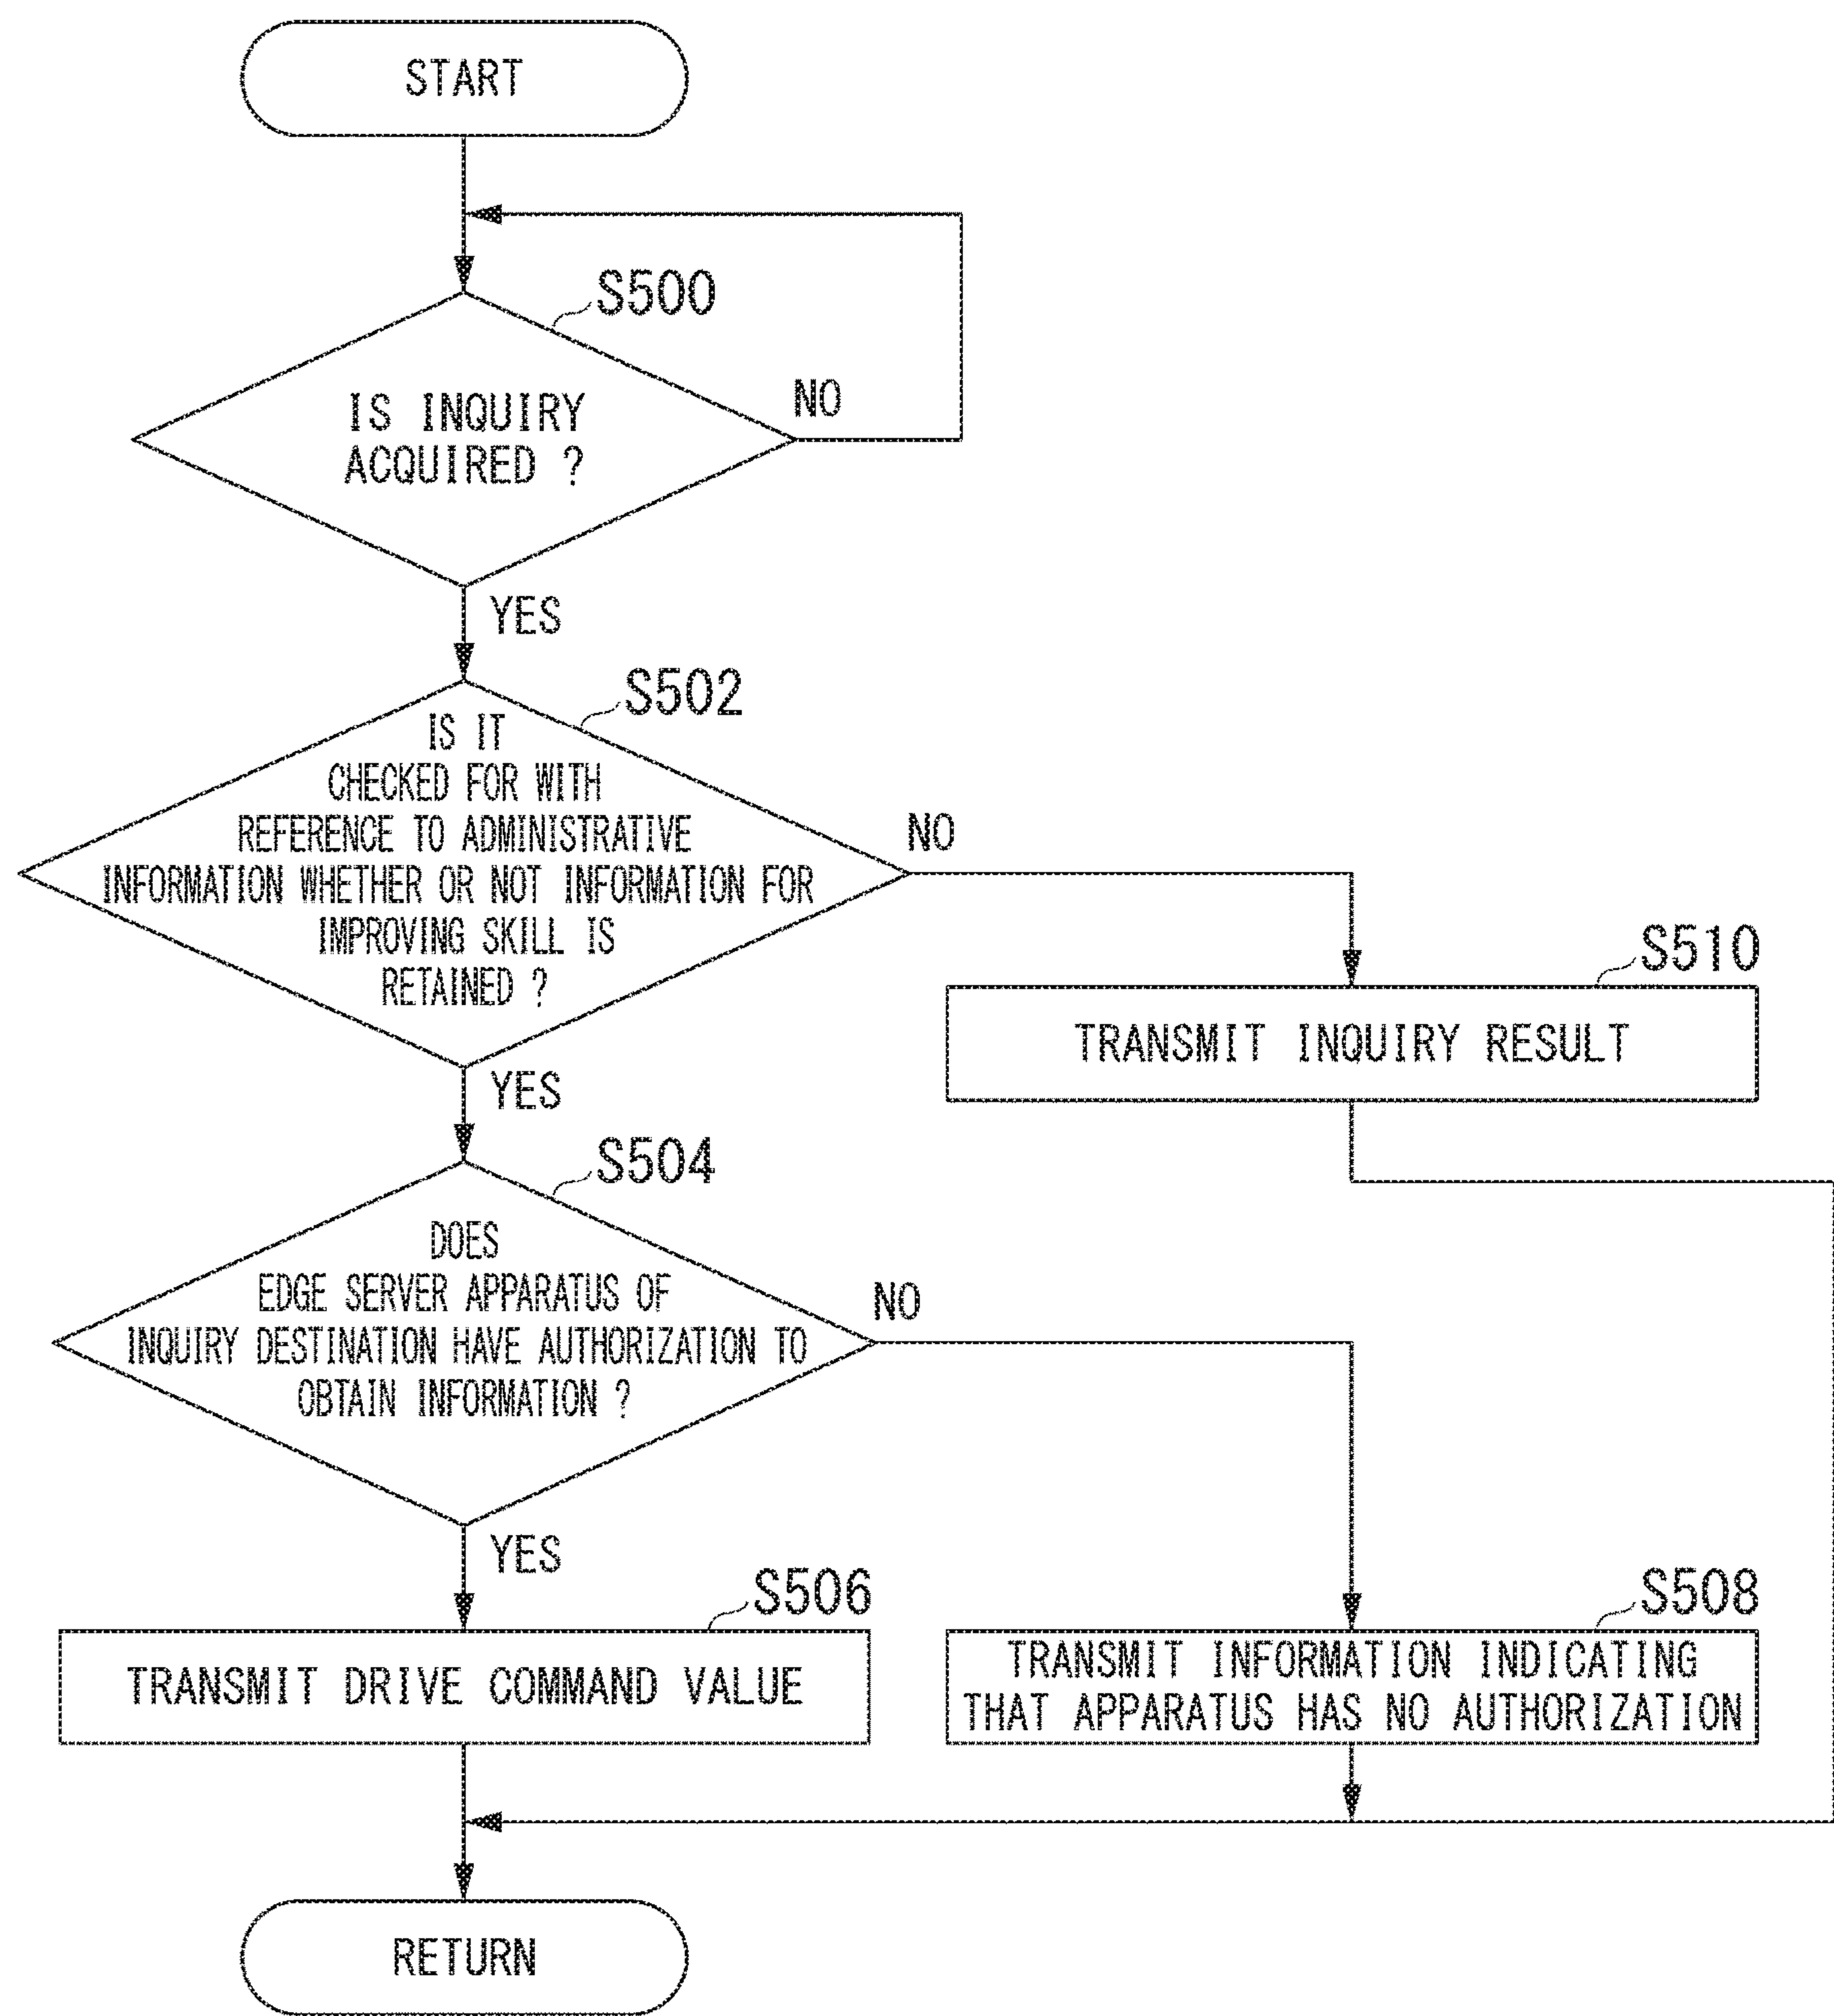 START
S500
IS INQUIRY
ACQUIRED ?
NO
YES
S502
IS IT
CHECKED FOR WITH
REFERENCE TO ADMINISTRATIVE
INFORMATION WHETHER OR NOT INFORMATION FOR
IMPROVING SKILL IS
RETAINED ?
NO
YES
S510
TRANSMIT INQUIRY RESULT
S504
DOES
EDGE SERVER APPARATUS OF
INQUIRY DESTINATION HAVE AUTHORIZATION TO
OBTAIN INFORMATION ?
NO
YES
S506
TRANSMIT DRIVE COMMAND VALUE
S508
TRANSMIT INFORMATION INDICATING
THAT APPARATUS HAS NO AUTHORIZATION
RETURN